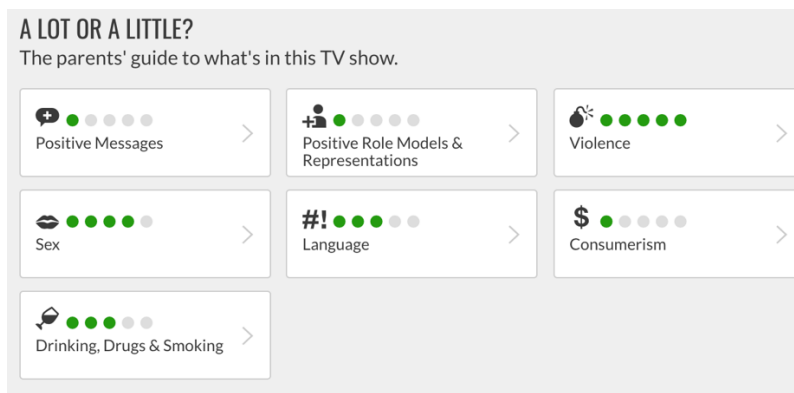 A LOT OR A LITTLE?
The parents' guide to what's in this TV show.
Positive Messages
Positive Role Models &
Representations
Violence
Sex
#!
Language
$
Consumerism
Drinking, Drugs & Smoking